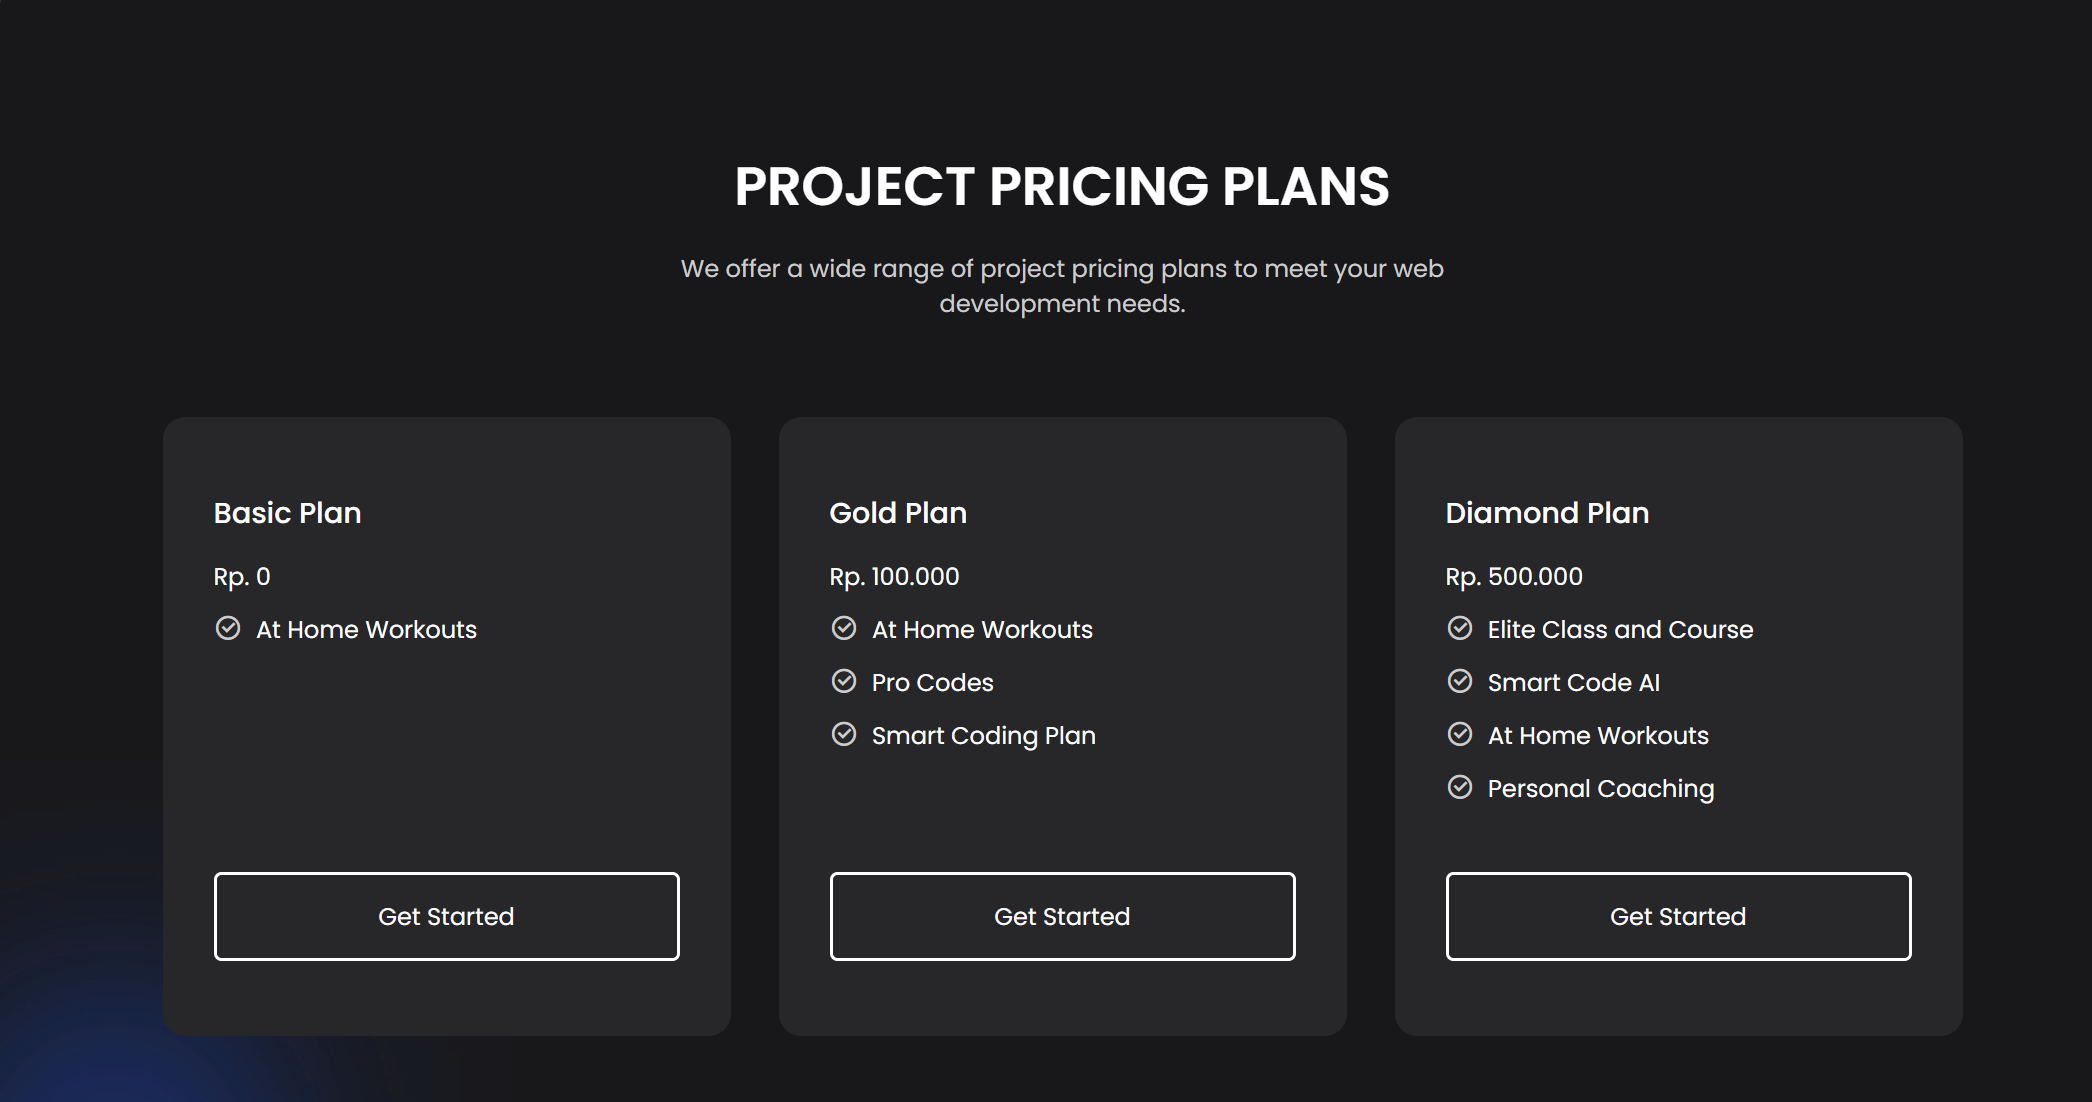 PROJECT PRICING PLANS
We offer a wide range of project pricing plans to meet your web
development needs.
Basic Plan
Rp. 0
At Home Workouts
Get Started
Gold Plan
Rp. 100.000
At Home Workouts
Pro Codes
Smart Coding Plan
Get Started
Diamond Plan
Rp. 500.000
Elite Class and Course
Smart Code AI
At Home Workouts
Personal Coaching
Get Started